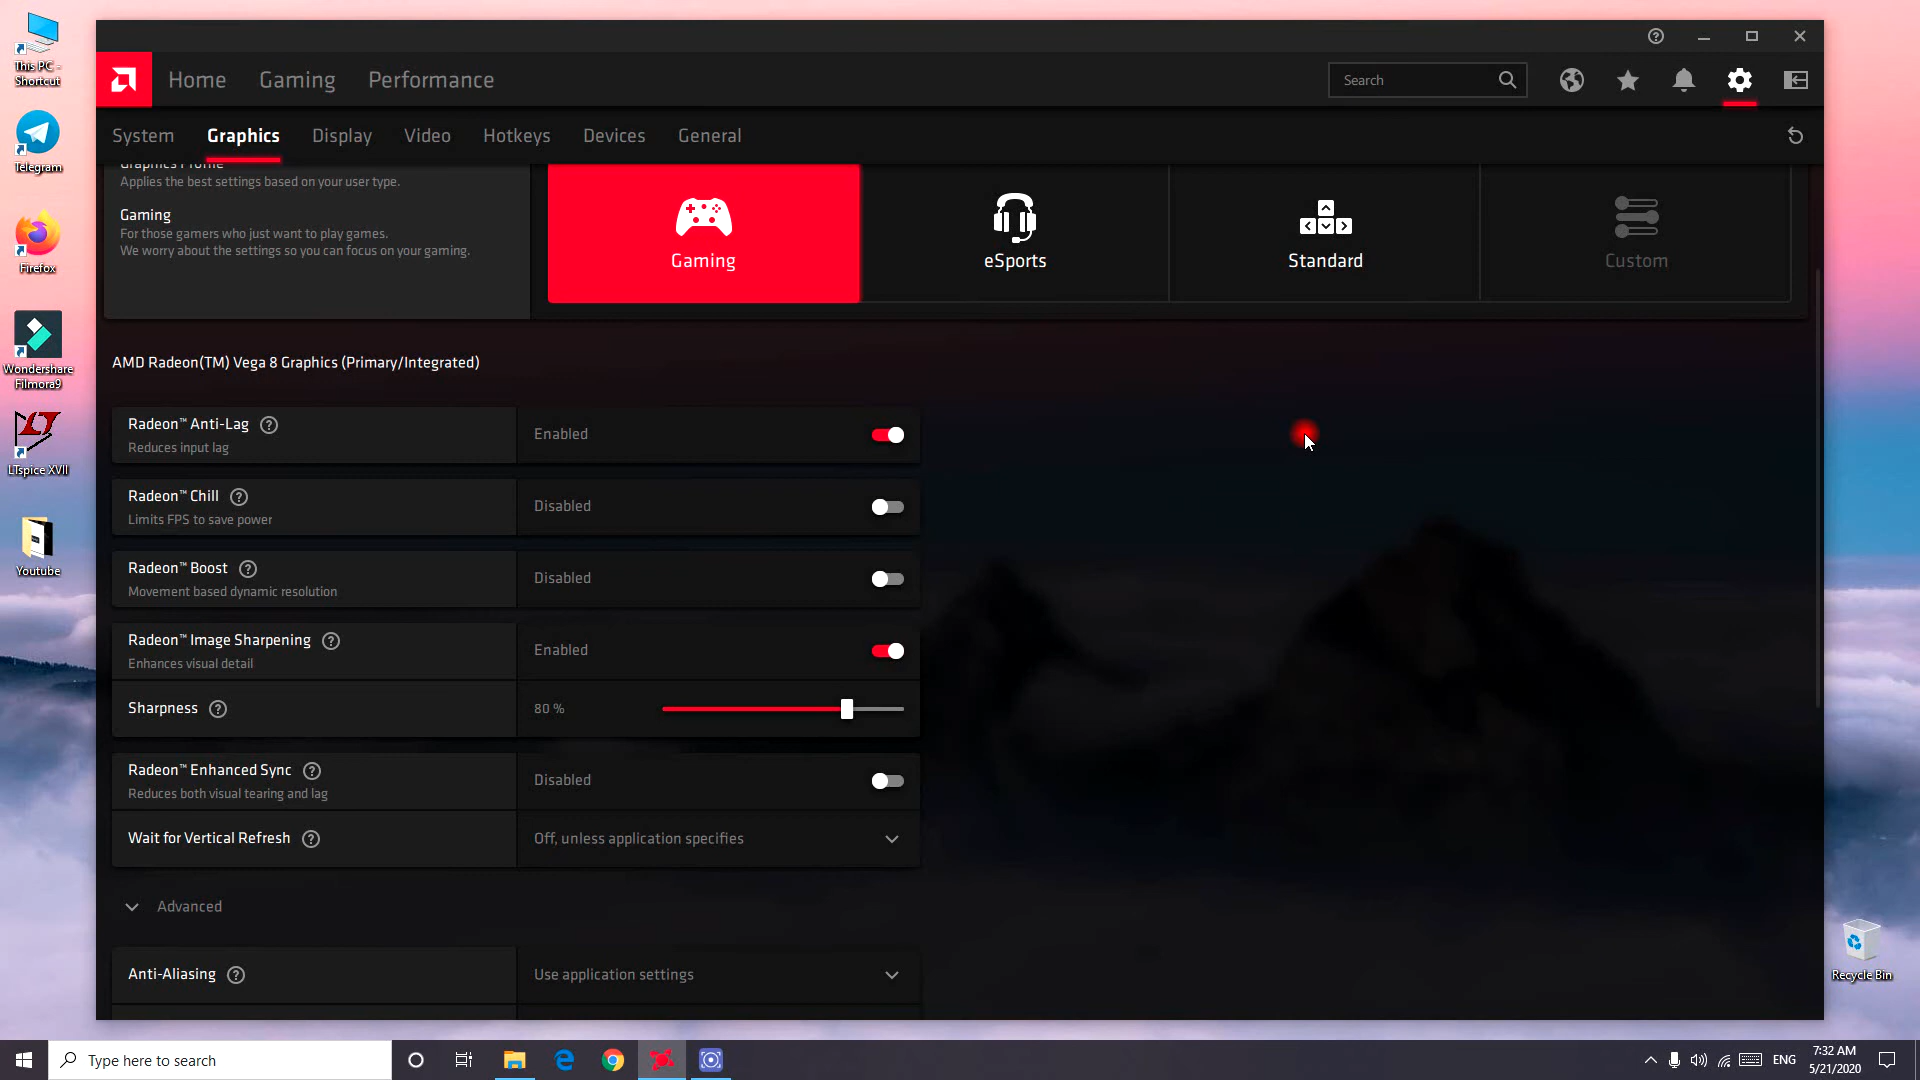 This PC -
Shortcut
Telegram
Firefox
Wondershare
Filmora9
LTspice XVII
Youtube
Home
Gaming
Performance
Search
System
Graphics
Display
Video
Hotkeys
Devices
General
Graphics Profile
Applies the best settings based on your user type.
Gaming
For those gamers who just want to play games.
We worry about the settings so you can focus on your gaming.
Gaming
eSports
Standard
Custom
AMD Radeon(TM) Vega 8 Graphics (Primary/Integrated)
Radeon™ Anti-Lag
Reduces input lag
Enabled
Radeon™ Chill
Limits FPS to save power
Disabled
Radeon™ Boost
Movement based dynamic resolution
Disabled
Radeon™ Image Sharpening
Enhances visual detail
Enabled
Sharpness
80 %
Radeon™ Enhanced Sync
Reduces both visual tearing and lag
Disabled
Wait for Vertical Refresh
Off, unless application specifies
Advanced
Anti-Aliasing
Use application settings
Recycle Bin
Type here to search
ENG
7:32 AM
5/21/2020